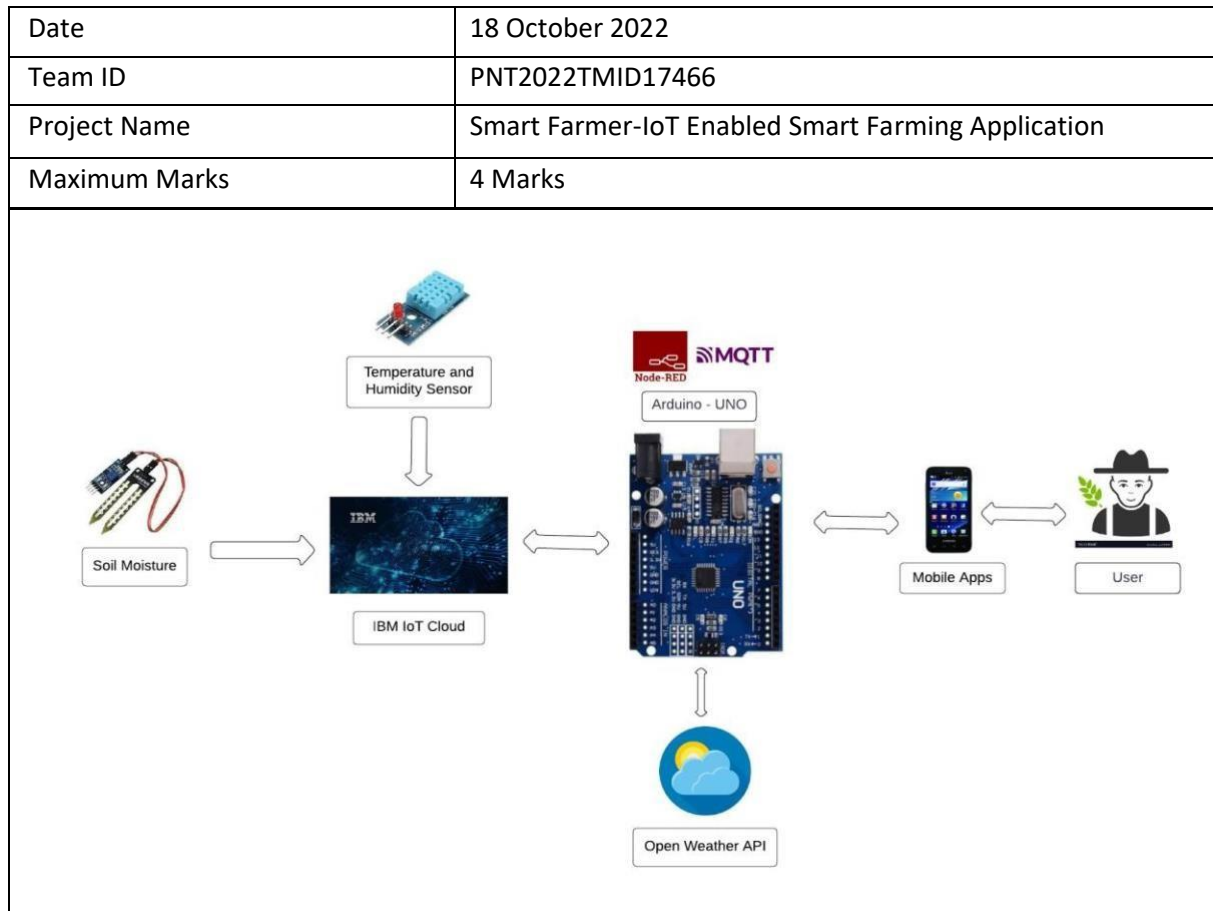 Date
18 October 2022
Team ID
PNT2022TMID17466
Project Name
Smart Farmer-IoT Enabled Smart Farming Application
Maximum Marks
4 Marks
Temperature and
Humidity Sensor
Node-RED
MQTT
Arduino - UNO
IBM
Soil Moisture
IBM IoT Cloud
UNO
Mobile Apps
User
Open Weather API